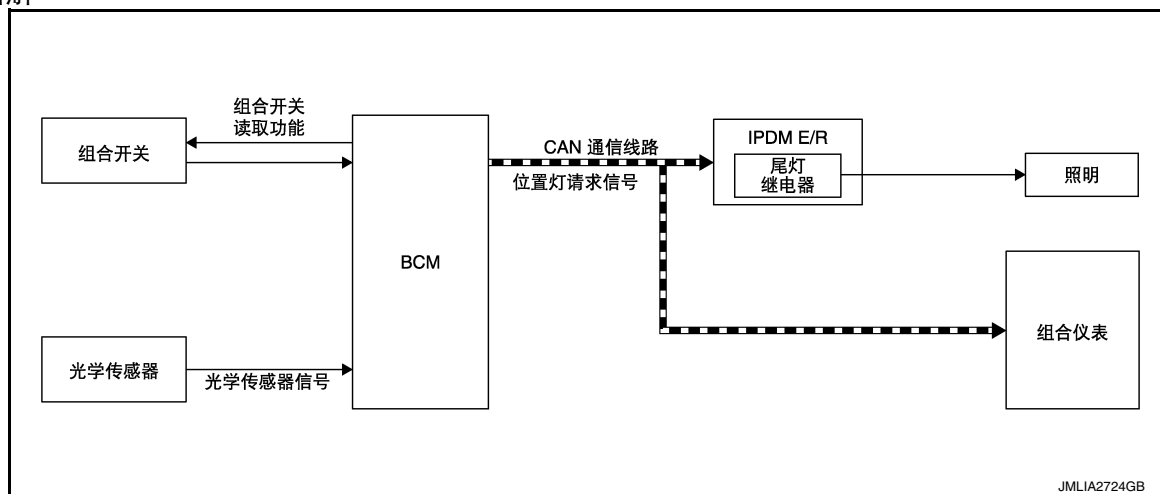 组合开关
读取功能
组合开关
CAN 通信线路
位置灯请求信号
IPDM E/R
尾灯
继电器
照明
BCM
组合仪表
光学传感器
光学传感器信号
JMLIA2724GB